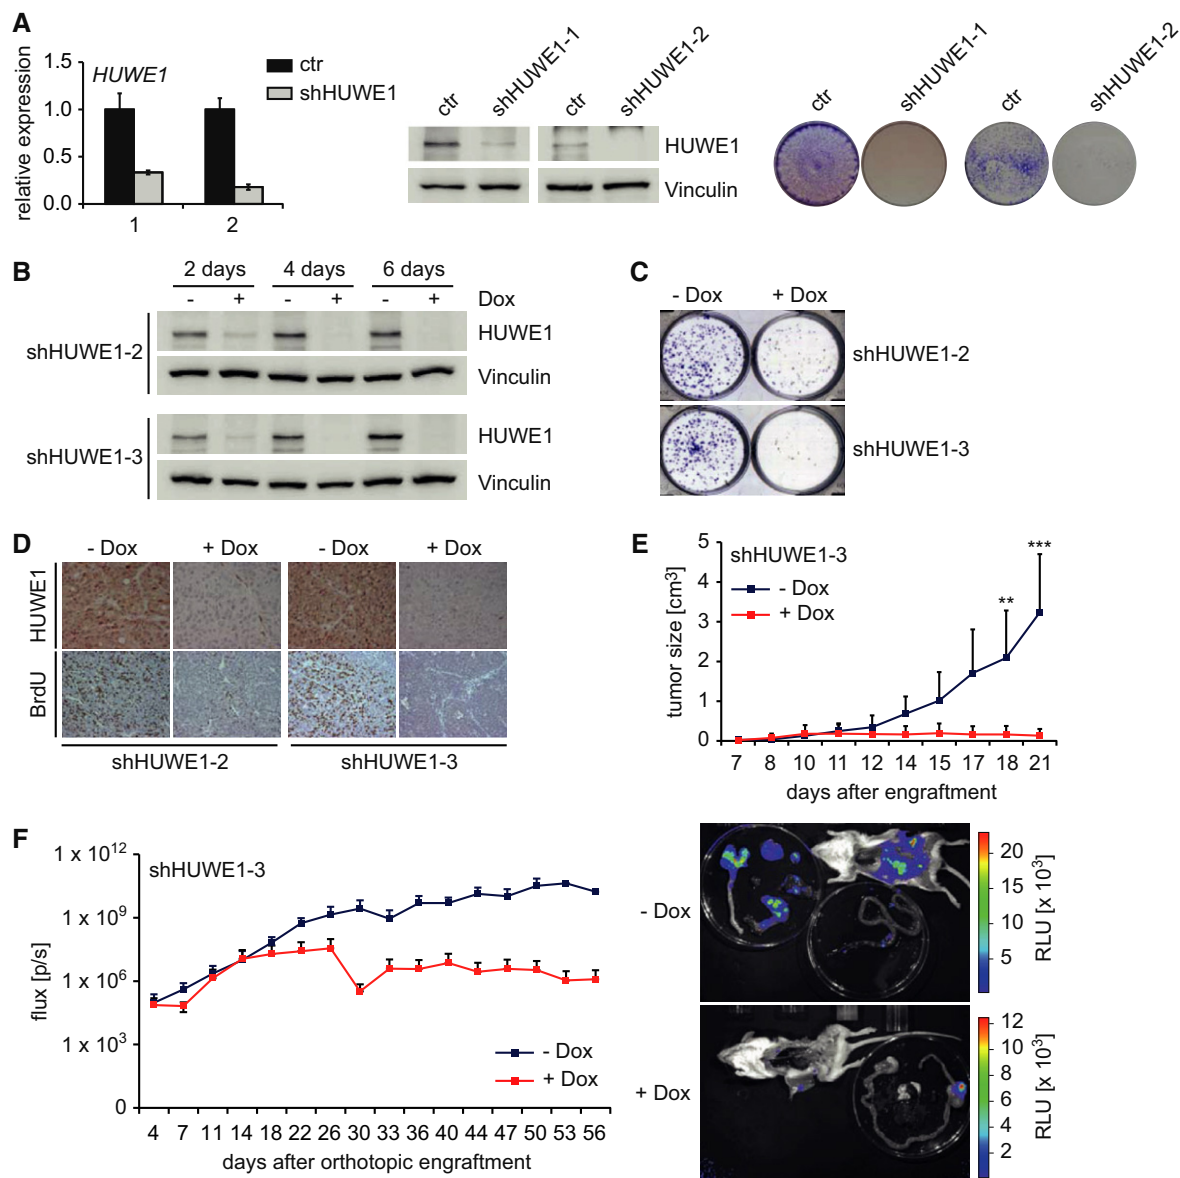 A
relative expression
1.5
1.0
0.5
0.0
HUWE1
ctr
shHUWE1
1
2
ctr
shHUWE1-1
ctr
shHUWE1-2
HUWE1
Vinculin
ctr
shHUWE1-1
ctr
shHUWE1-2
B
2 days
4 days
6 days
- + - + - +
Dox
shHUWE1-2
HUWE1
Vinculin
shHUWE1-3
HUWE1
Vinculin
C
- Dox
+ Dox
shHUWE1-2
shHUWE1-3
D
- Dox
+ Dox
- Dox
+ Dox
HUWE1
BrdU
shHUWE1-2
shHUWE1-3
E
tumor size [cm³]
5
4
3
2
1
0
shHUWE1-3
- Dox
+ Dox
**
***
7 8 10 11 12 14 15 17 18 21
days after engraftment
F
flux [p/s]
1 x 10¹²
1 x 10⁹
1 x 10⁶
1 x 10³
0
shHUWE1-3
- Dox
+ Dox
4 7 11 14 18 22 26 30 33 36 40 44 47 50 53 56
days after orthotopic engraftment
- Dox
20
15
10
5
RLU [x 10³]
+ Dox
12
10
8
6
4
2
RLU [x 10³]